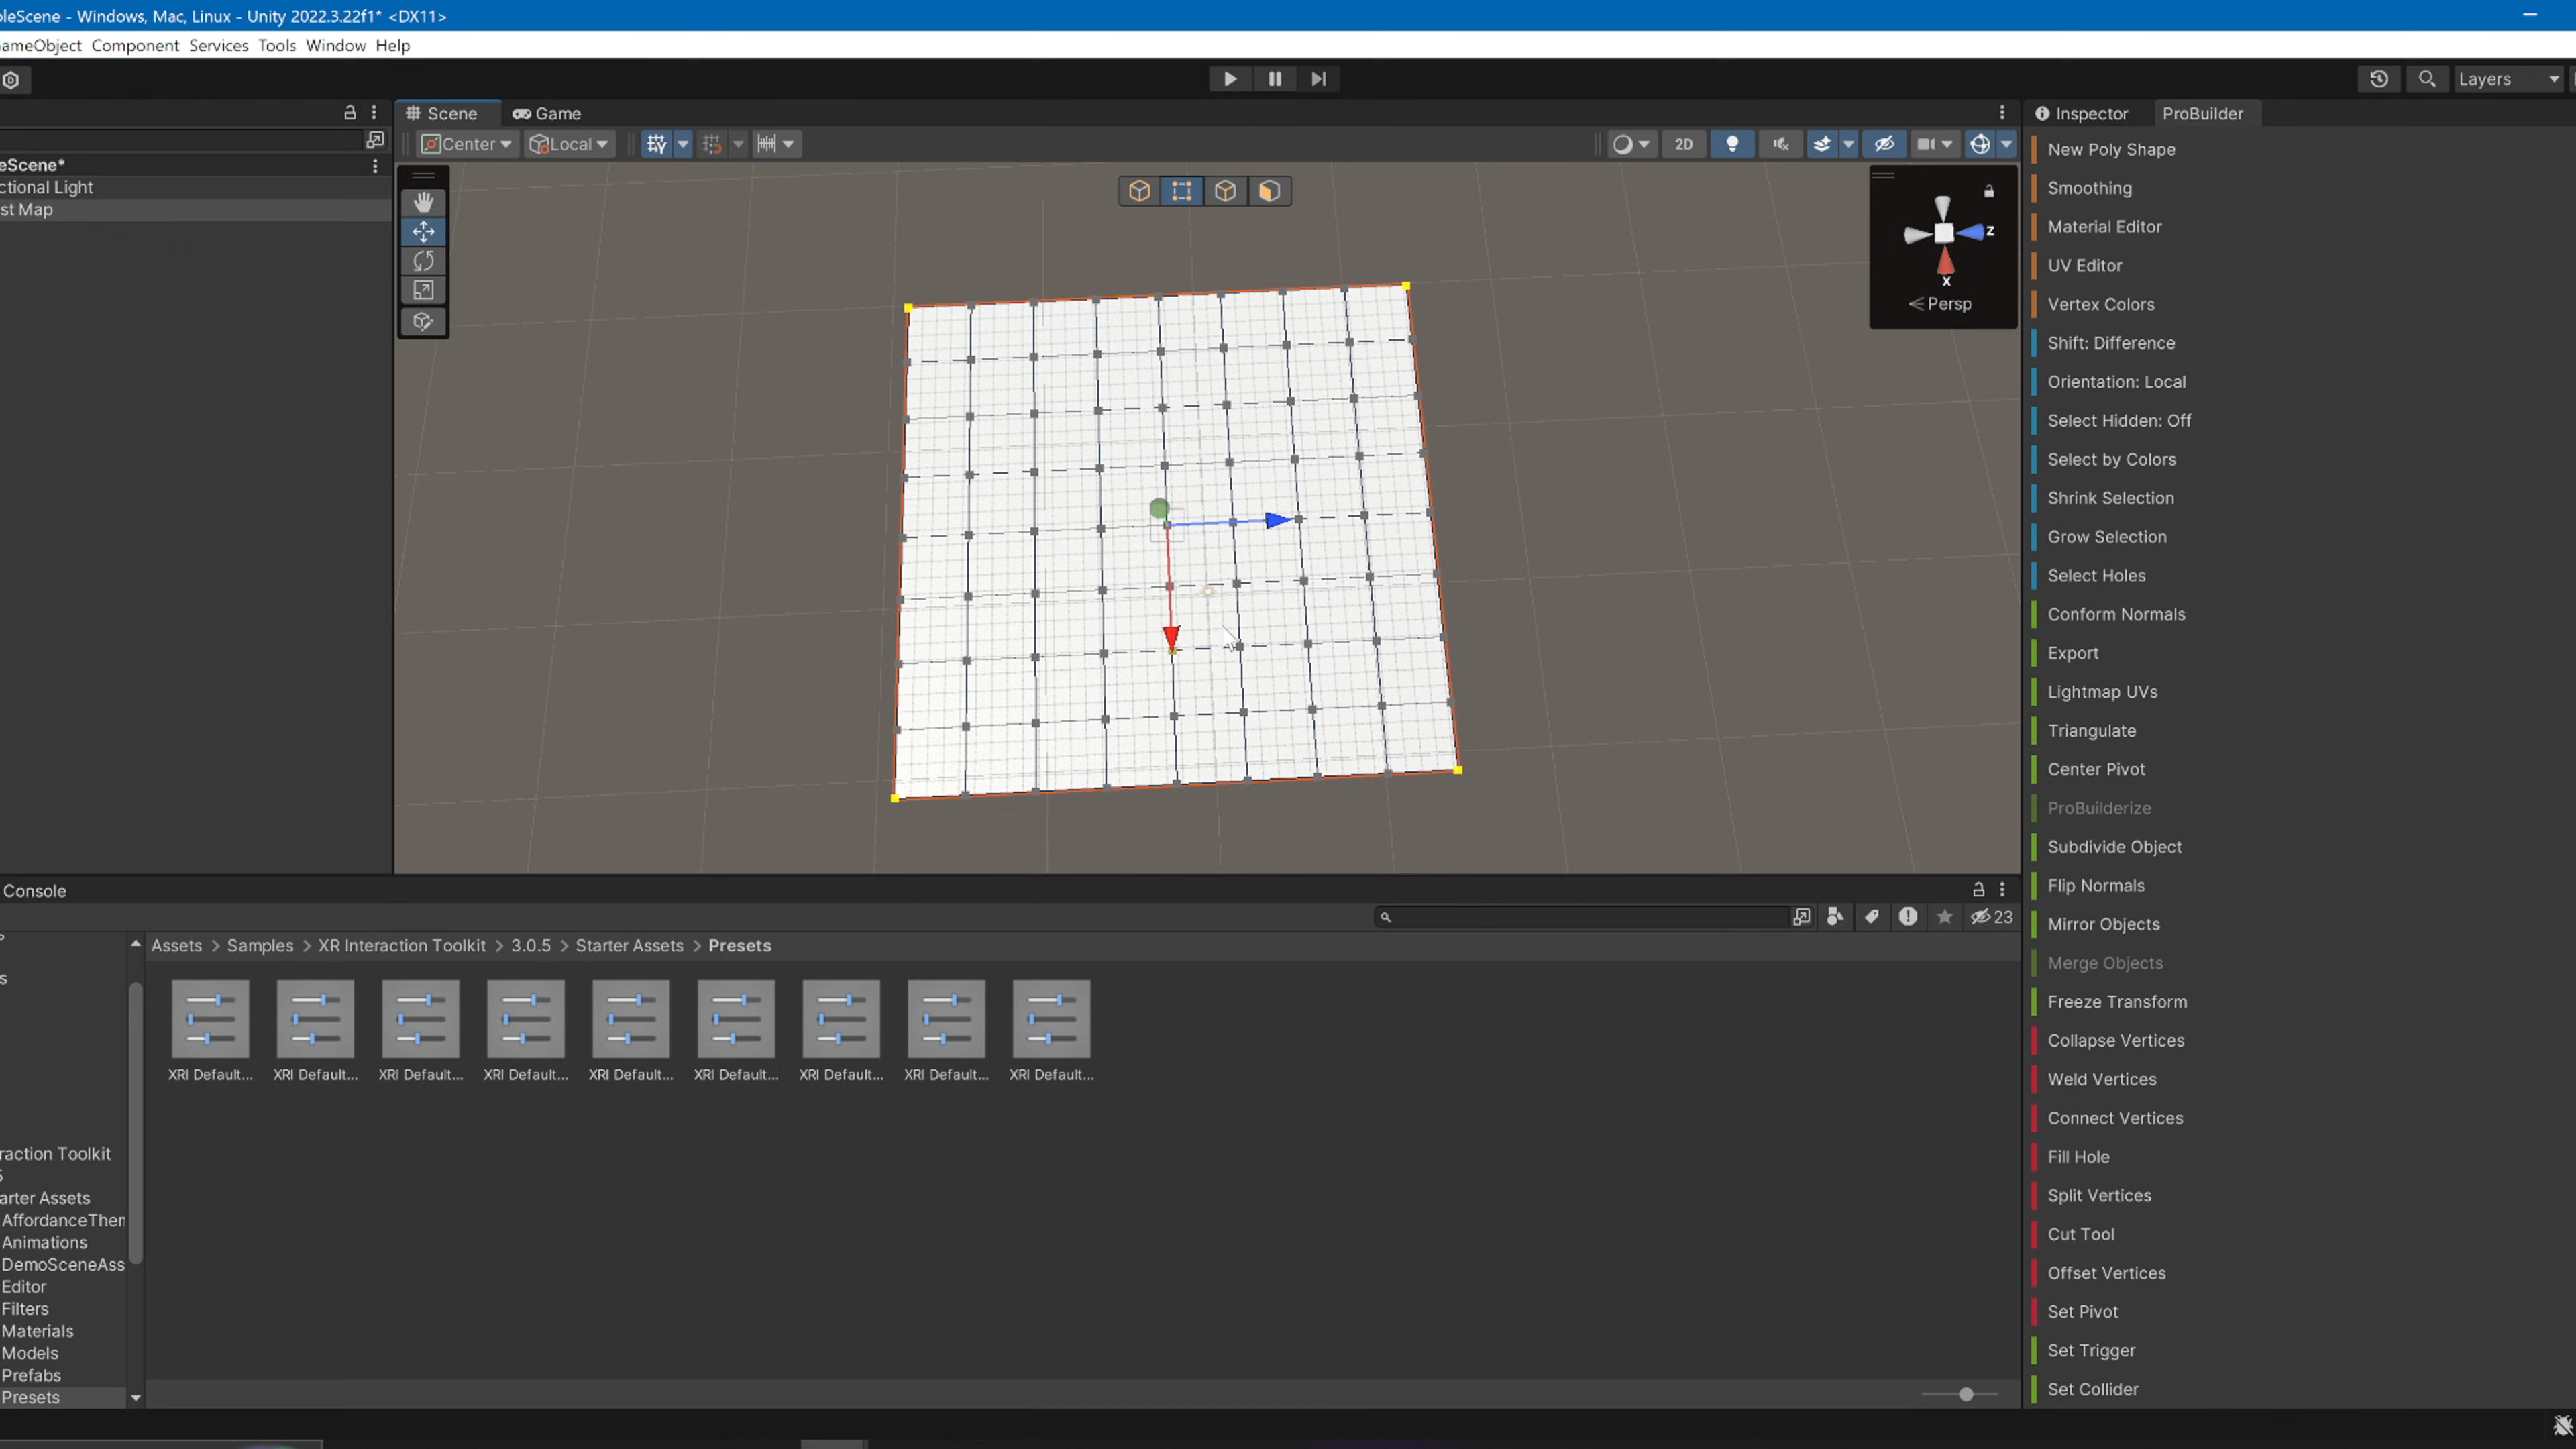 oleScene - Windows, Mac, Linux - Unity 2022.3.22f1* <DX11>
GameObject Component Services Tools Window Help
Layers
Scene Game
Inspector ProBuilder
Center Local
2D
eScene*
ctional Light
st Map
z
x
Persp
New Poly Shape
Smoothing
Material Editor
UV Editor
Vertex Colors
Shift: Difference
Orientation: Local
Select Hidden: Off
Select by Colors
Shrink Selection
Grow Selection
Select Holes
Conform Normals
Export
Lightmap UVs
Triangulate
Center Pivot
ProBuilderize
Subdivide Object
Flip Normals
Mirror Objects
Merge Objects
Freeze Transform
Collapse Vertices
Weld Vertices
Connect Vertices
Fill Hole
Split Vertices
Cut Tool
Offset Vertices
Set Pivot
Set Trigger
Set Collider
Console
23
Assets > Samples > XR Interaction Toolkit > 3.0.5 > Starter Assets > Presets
XRI Default... XRI Default... XRI Default... XRI Default... XRI Default... XRI Default... XRI Default... XRI Default... XRI Default...
s
raction Toolkit
5
arter Assets
AffordanceTher
Animations
DemoSceneAss
Editor
Filters
Materials
Models
Prefabs
Presets